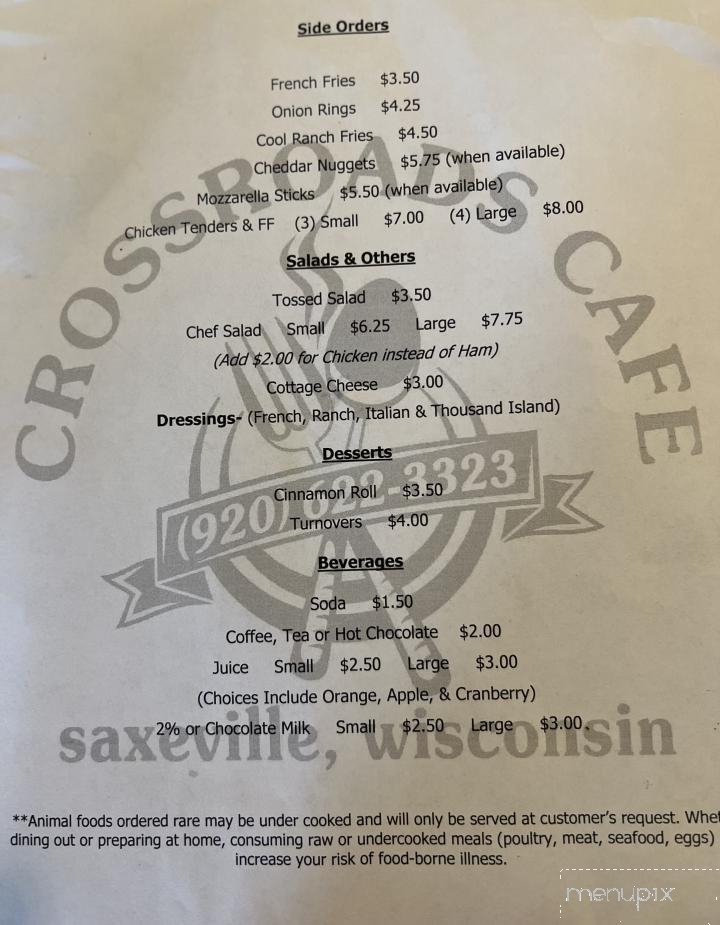 Side Orders
French Fries $3.50
Onion Rings $4.25
Cool Ranch Fries $4.50
Cheddar Nuggets $5.75 (when available)
Mozzarella Sticks $5.50 (when available)
Chicken Tenders & FF (3) Small $7.00 (4) Large $8.00
CROSSROADS CAFE
Salads & Others
Tossed Salad $3.50
Chef Salad Small $6.25 Large $7.75
(Add $2.00 for Chicken instead of Ham)
Cottage Cheese $3.00
Dressings- (French, Ranch, Italian & Thousand Island)
Desserts
(920) 622-3323
Cinnamon Roll $3.50
Turnovers $4.00
Beverages
Soda $1.50
Coffee, Tea or Hot Chocolate $2.00
Juice Small $2.50 Large $3.00
(Choices Include Orange, Apple, & Cranberry)
2% or Chocolate Milk Small $2.50 Large $3.00
saxeville, wisconsin
**Animal foods ordered rare may be under cooked and will only be served at customer's request. Whet
dining out or preparing at home, consuming raw or undercooked meals (poultry, meat, seafood, eggs)
increase your risk of food-borne illness.
menupix